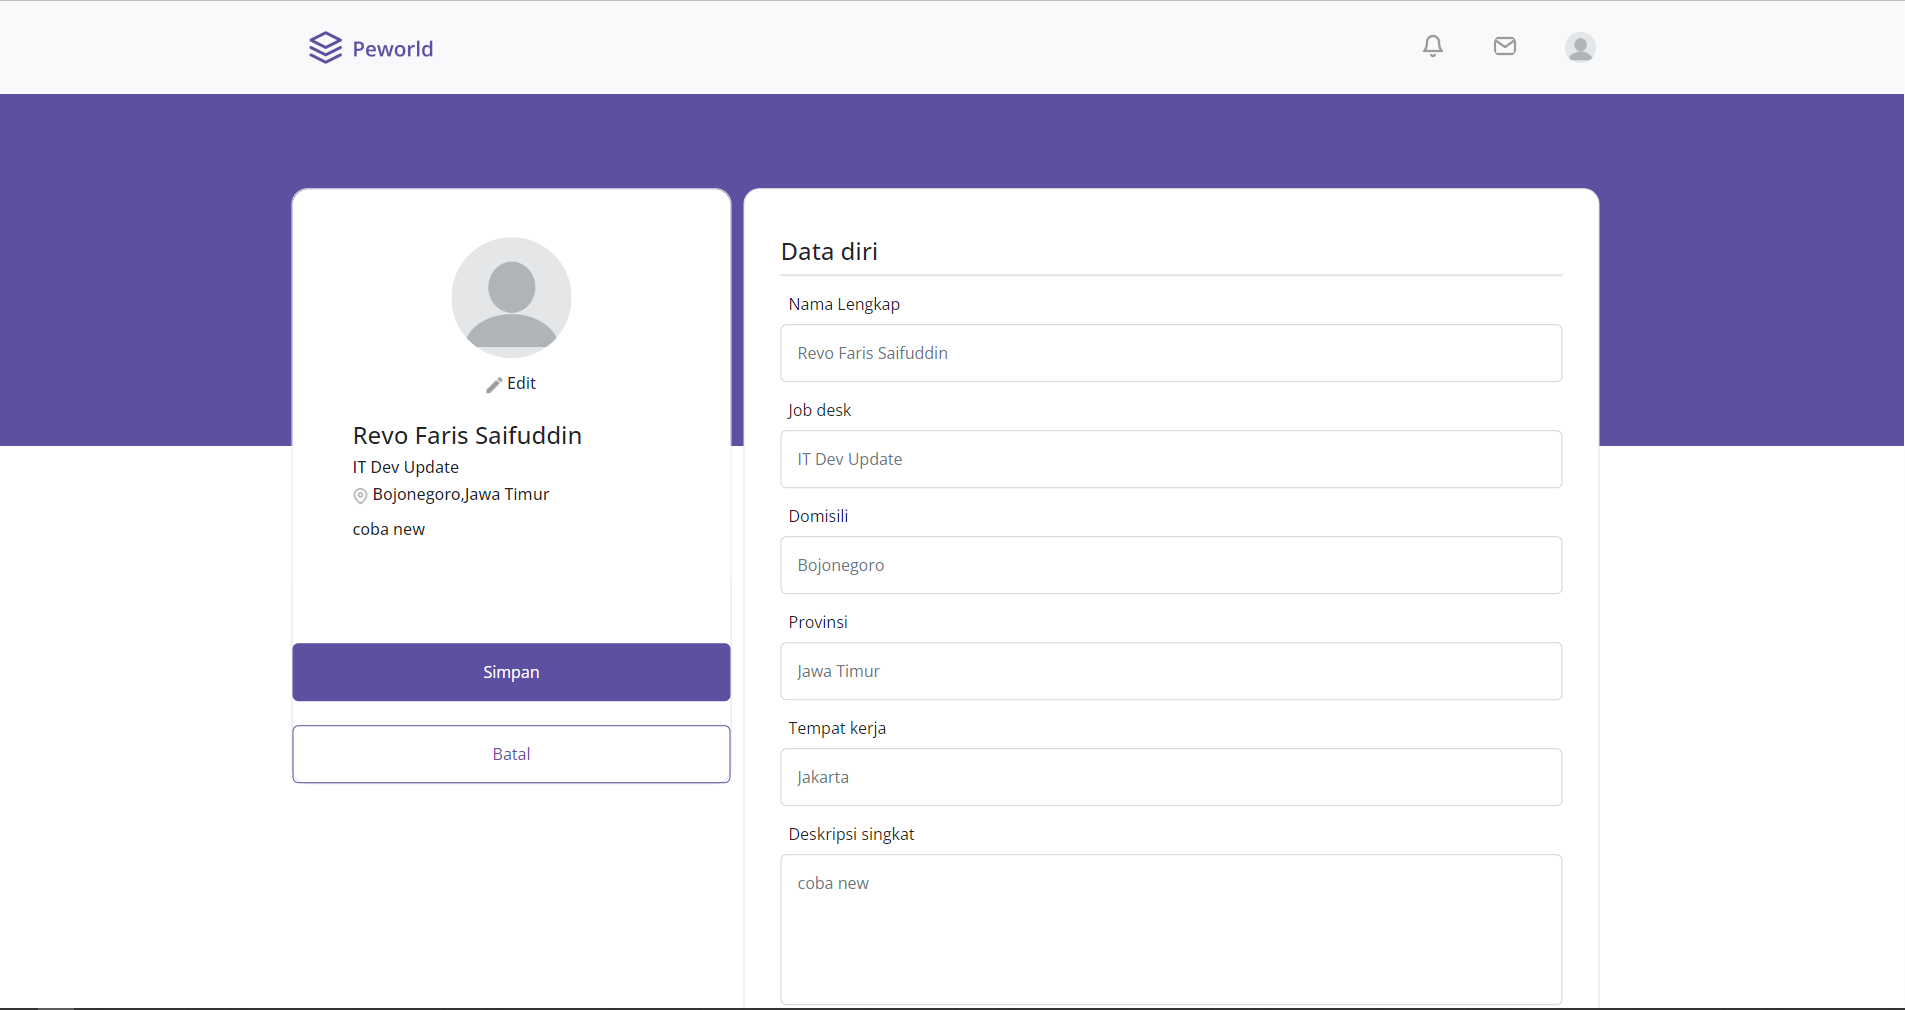 Peworld
Edit
Revo Faris Saifuddin
IT Dev Update
Bojonegoro,Jawa Timur
coba new
Simpan
Batal
Data diri
Nama Lengkap
Revo Faris Saifuddin
Job desk
IT Dev Update
Domisili
Bojonegoro
Provinsi
Jawa Timur
Tempat kerja
Jakarta
Deskripsi singkat
coba new